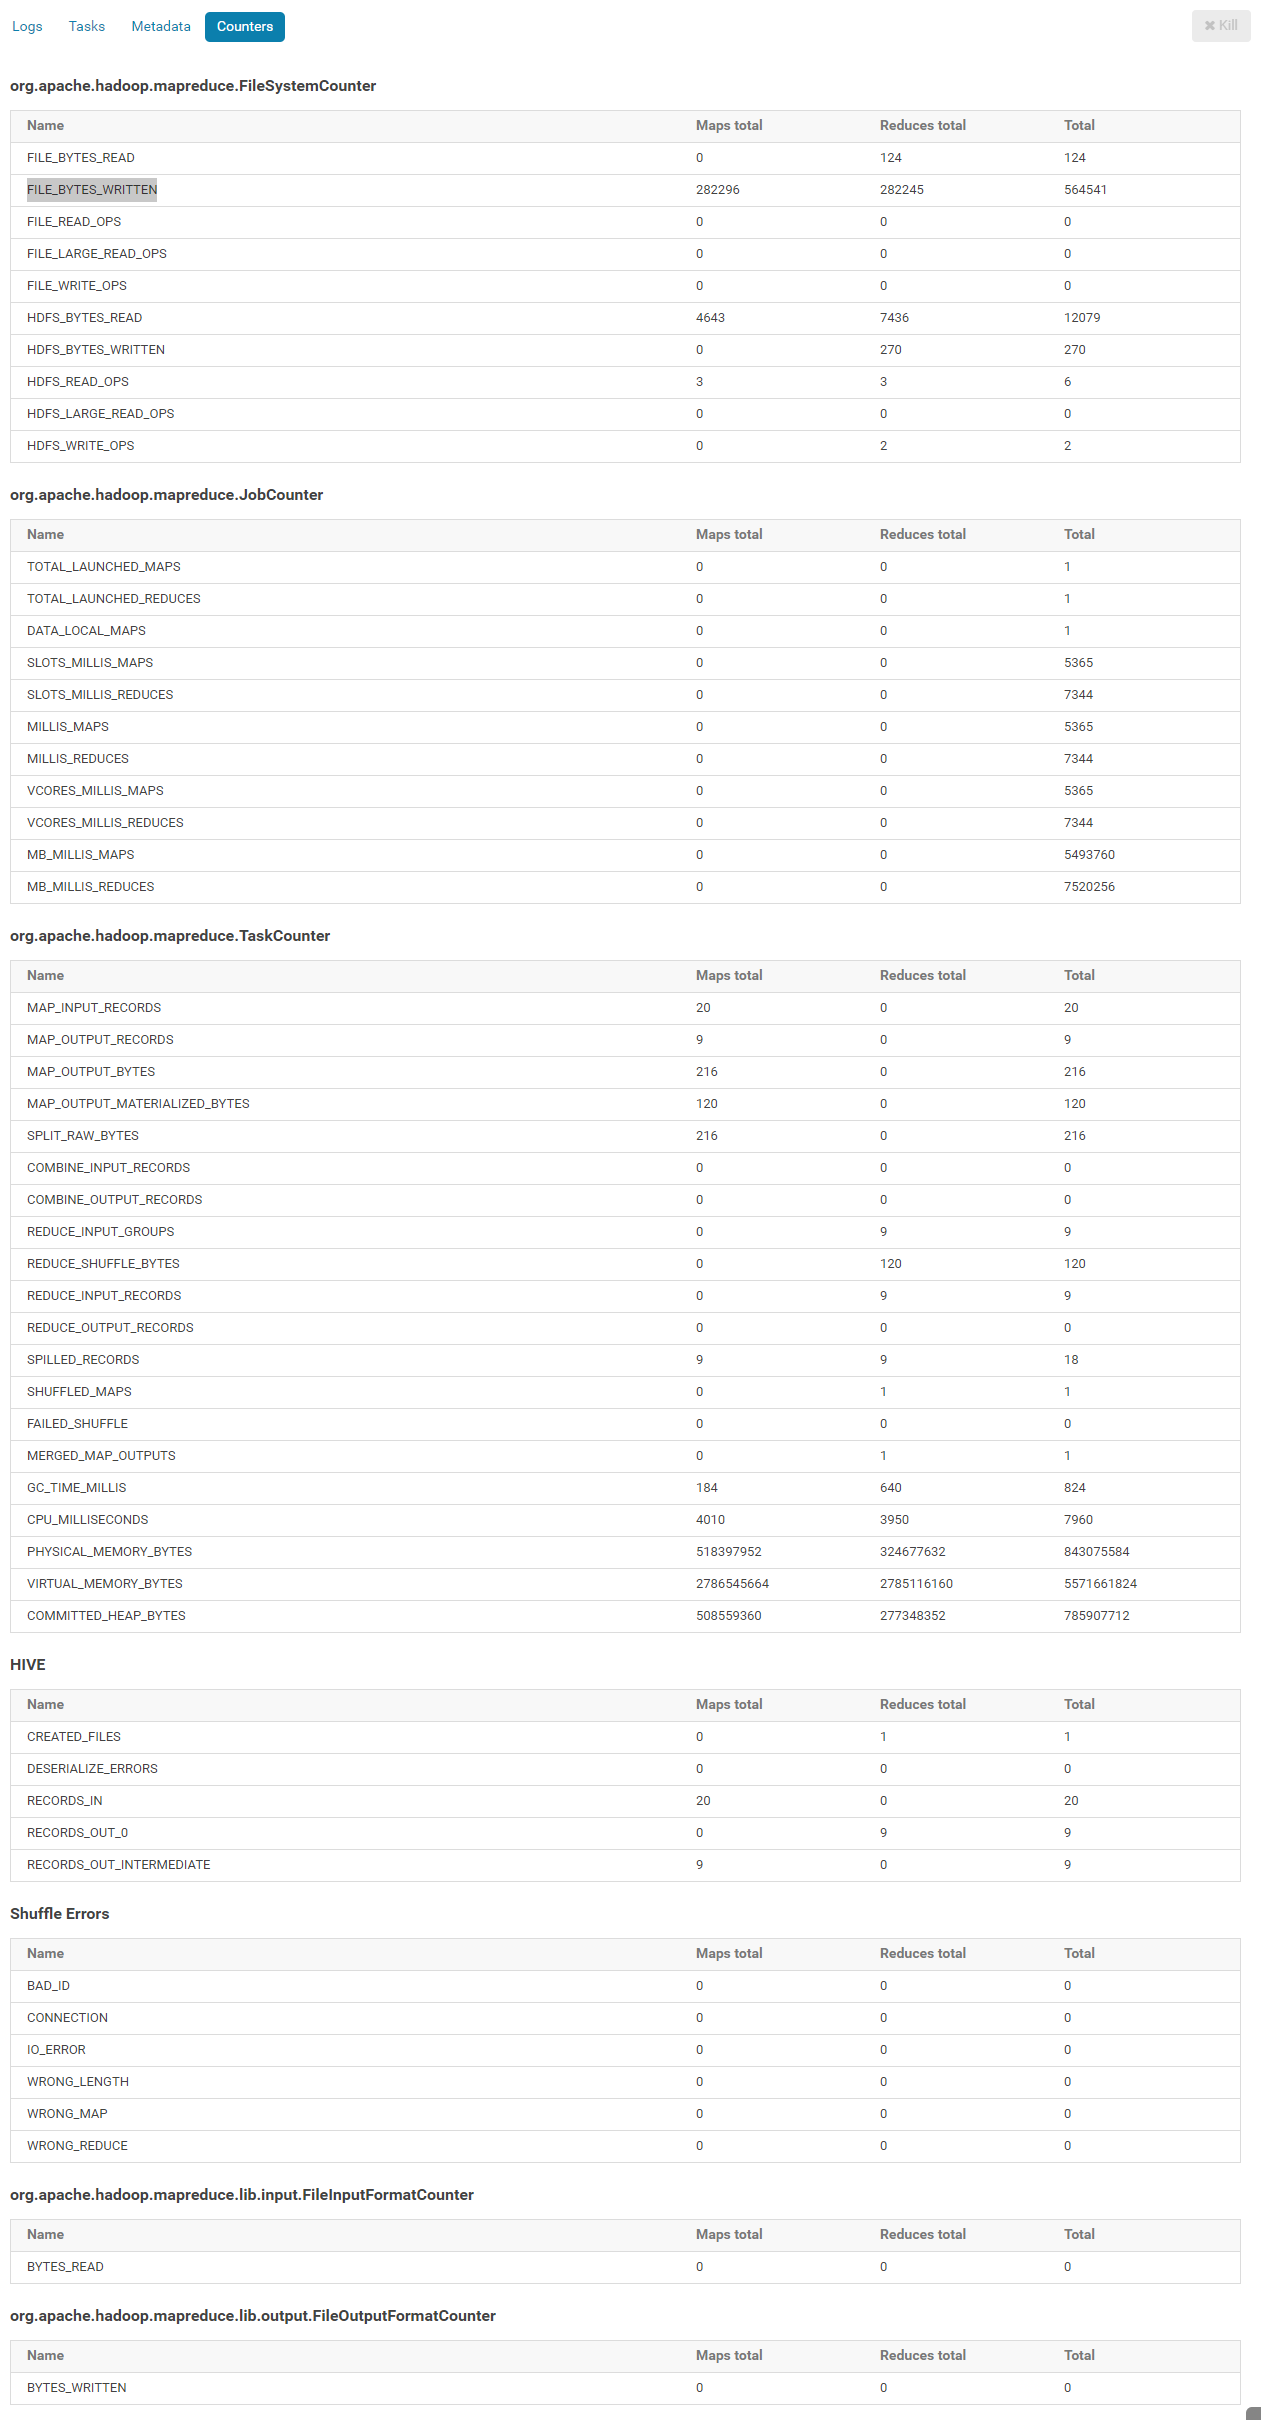 Logs Tasks Metadata Counters ✖ Kill
org.apache.hadoop.mapreduce.FileSystemCounter
Name Maps total Reduces total Total
FILE_BYTES_READ 0 124 124
FILE_BYTES_WRITTEN 282296 282245 564541
FILE_READ_OPS 0 0 0
FILE_LARGE_READ_OPS 0 0 0
FILE_WRITE_OPS 0 0 0
HDFS_BYTES_READ 4643 7436 12079
HDFS_BYTES_WRITTEN 0 270 270
HDFS_READ_OPS 3 3 6
HDFS_LARGE_READ_OPS 0 0 0
HDFS_WRITE_OPS 0 2 2
org.apache.hadoop.mapreduce.JobCounter
Name Maps total Reduces total Total
TOTAL_LAUNCHED_MAPS 0 0 1
TOTAL_LAUNCHED_REDUCES 0 0 1
DATA_LOCAL_MAPS 0 0 1
SLOTS_MILLIS_MAPS 0 0 5365
SLOTS_MILLIS_REDUCES 0 0 7344
MILLIS_MAPS 0 0 5365
MILLIS_REDUCES 0 0 7344
VCORES_MILLIS_MAPS 0 0 5365
VCORES_MILLIS_REDUCES 0 0 7344
MB_MILLIS_MAPS 0 0 5493760
MB_MILLIS_REDUCES 0 0 7520256
org.apache.hadoop.mapreduce.TaskCounter
Name Maps total Reduces total Total
MAP_INPUT_RECORDS 20 0 20
MAP_OUTPUT_RECORDS 9 0 9
MAP_OUTPUT_BYTES 216 0 216
MAP_OUTPUT_MATERIALIZED_BYTES 120 0 120
SPLIT_RAW_BYTES 216 0 216
COMBINE_INPUT_RECORDS 0 0 0
COMBINE_OUTPUT_RECORDS 0 0 0
REDUCE_INPUT_GROUPS 0 9 9
REDUCE_SHUFFLE_BYTES 0 120 120
REDUCE_INPUT_RECORDS 0 9 9
REDUCE_OUTPUT_RECORDS 0 0 0
SPILLED_RECORDS 9 9 18
SHUFFLED_MAPS 0 1 1
FAILED_SHUFFLE 0 0 0
MERGED_MAP_OUTPUTS 0 1 1
GC_TIME_MILLIS 184 640 824
CPU_MILLISECONDS 4010 3950 7960
PHYSICAL_MEMORY_BYTES 518397952 324677632 843075584
VIRTUAL_MEMORY_BYTES 2786545664 2785116160 5571661824
COMMITTED_HEAP_BYTES 508559360 277348352 785907712
HIVE
Name Maps total Reduces total Total
CREATED_FILES 0 1 1
DESERIALIZE_ERRORS 0 0 0
RECORDS_IN 20 0 20
RECORDS_OUT_0 0 9 9
RECORDS_OUT_INTERMEDIATE 9 0 9
Shuffle Errors
Name Maps total Reduces total Total
BAD_ID 0 0 0
CONNECTION 0 0 0
IO_ERROR 0 0 0
WRONG_LENGTH 0 0 0
WRONG_MAP 0 0 0
WRONG_REDUCE 0 0 0
org.apache.hadoop.mapreduce.lib.input.FileInputFormatCounter
Name Maps total Reduces total Total
BYTES_READ 0 0 0
org.apache.hadoop.mapreduce.lib.output.FileOutputFormatCounter
Name Maps total Reduces total Total
BYTES_WRITTEN 0 0 0